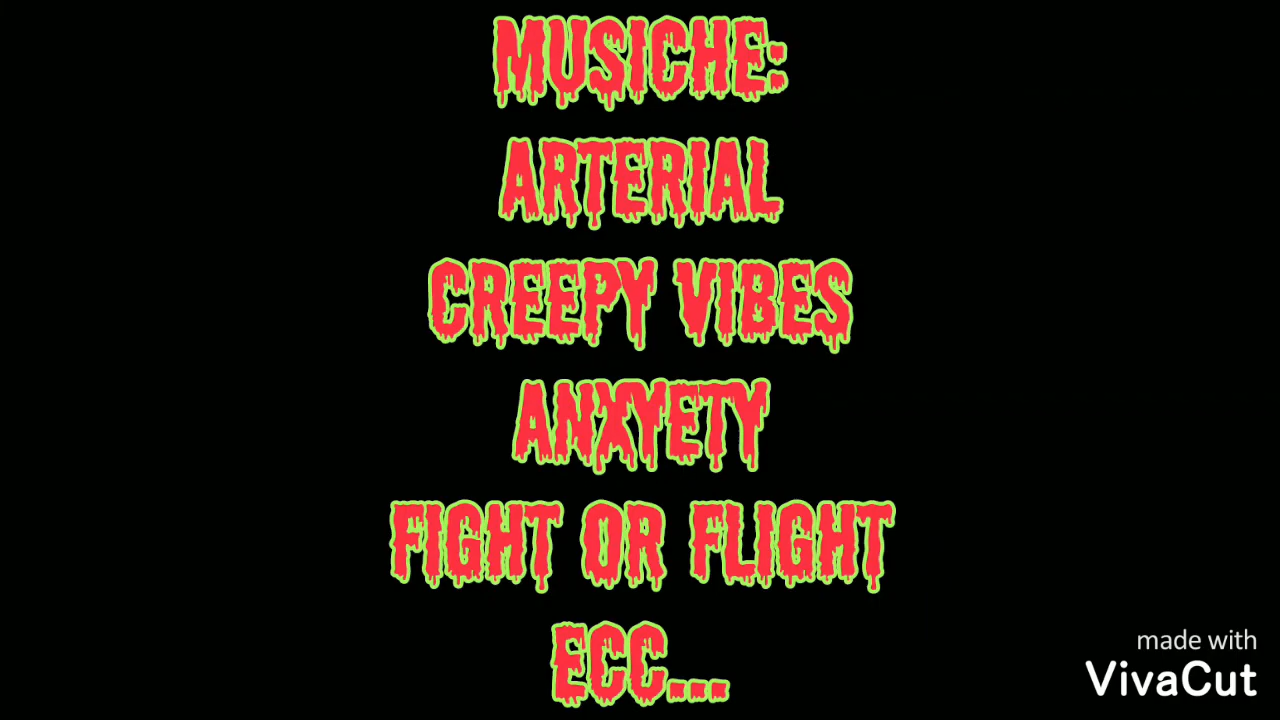 MUSICHE:
ARTERIAL
CREEPY VIBES
ANXYETY
FIGHT OR FLIGHT
ECC...
made with
VivaCut